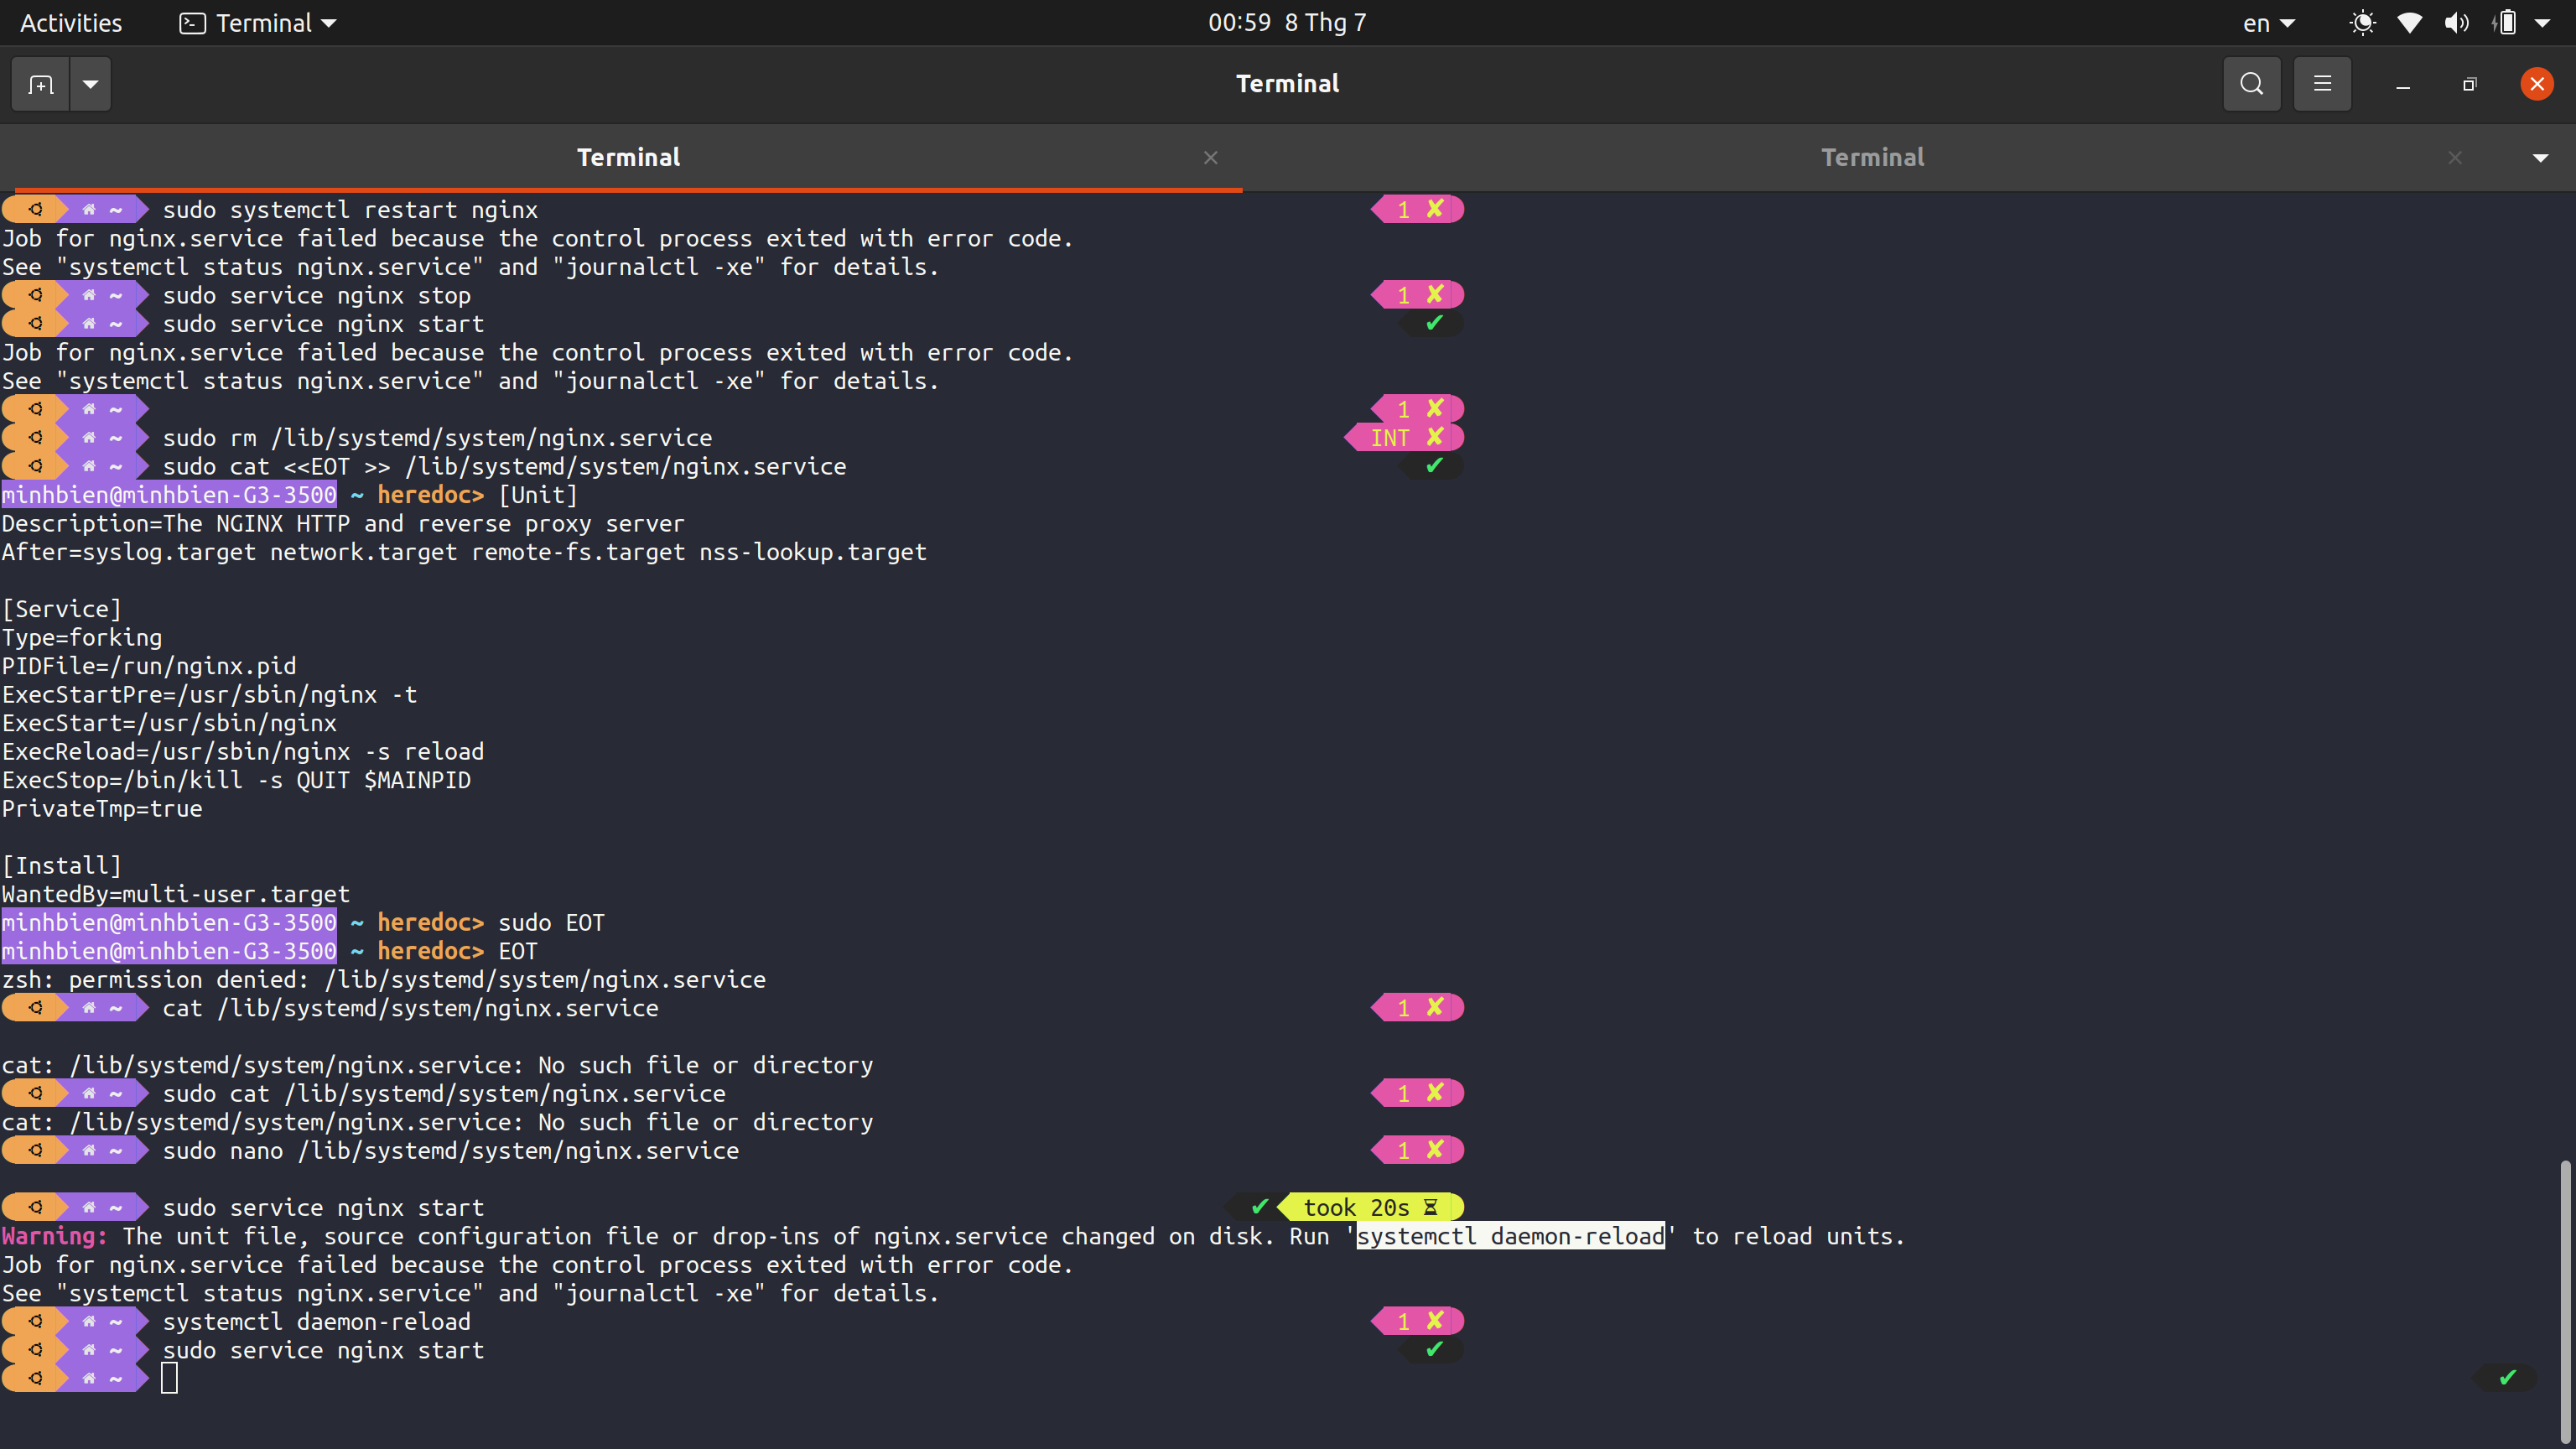 Activities
Terminal
00:59 8 Thg 7
en
Terminal
Terminal
Terminal
~ sudo systemctl restart nginx 1 ✘
Job for nginx.service failed because the control process exited with error code.
See "systemctl status nginx.service" and "journalctl -xe" for details.
~ sudo service nginx stop 1 ✘
~ sudo service nginx start ✔
Job for nginx.service failed because the control process exited with error code.
See "systemctl status nginx.service" and "journalctl -xe" for details.
~ 1 ✘
~ sudo rm /lib/systemd/system/nginx.service INT ✘
~ sudo cat <<EOT >> /lib/systemd/system/nginx.service ✔
minhbien@minhbien-G3-3500 ~ heredoc> [Unit]
Description=The NGINX HTTP and reverse proxy server
After=syslog.target network.target remote-fs.target nss-lookup.target
[Service]
Type=forking
PIDFile=/run/nginx.pid
ExecStartPre=/usr/sbin/nginx -t
ExecStart=/usr/sbin/nginx
ExecReload=/usr/sbin/nginx -s reload
ExecStop=/bin/kill -s QUIT $MAINPID
PrivateTmp=true
[Install]
WantedBy=multi-user.target
minhbien@minhbien-G3-3500 ~ heredoc> sudo EOT
minhbien@minhbien-G3-3500 ~ heredoc> EOT
zsh: permission denied: /lib/systemd/system/nginx.service
~ cat /lib/systemd/system/nginx.service 1 ✘
cat: /lib/systemd/system/nginx.service: No such file or directory
~ sudo cat /lib/systemd/system/nginx.service 1 ✘
cat: /lib/systemd/system/nginx.service: No such file or directory
~ sudo nano /lib/systemd/system/nginx.service 1 ✘
~ sudo service nginx start ✔ took 20s
Warning: The unit file, source configuration file or drop-ins of nginx.service changed on disk. Run 'systemctl daemon-reload' to reload units.
Job for nginx.service failed because the control process exited with error code.
See "systemctl status nginx.service" and "journalctl -xe" for details.
~ systemctl daemon-reload 1 ✘
~ sudo service nginx start ✔
~ ✔